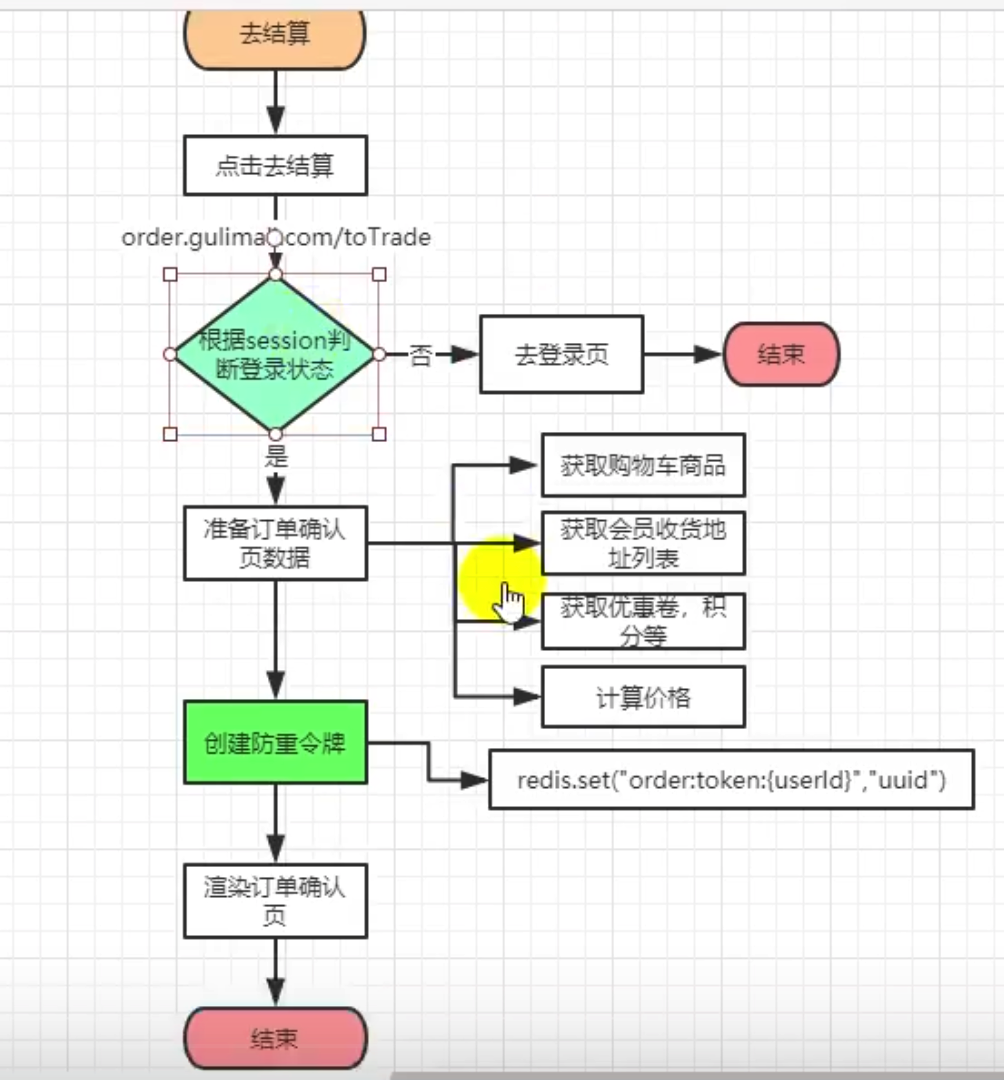 去结算
点击去结算
order.gulimall.com/toTrade
根据session判
断登录状态
否
去登录页
结束
是
获取购物车商品
准备订单确认
页数据
获取会员收货地
址列表
获取优惠卷，积
分等
计算价格
创建防重令牌
redis.set("order:token:{userId}","uuid")
渲染订单确认
页
结束